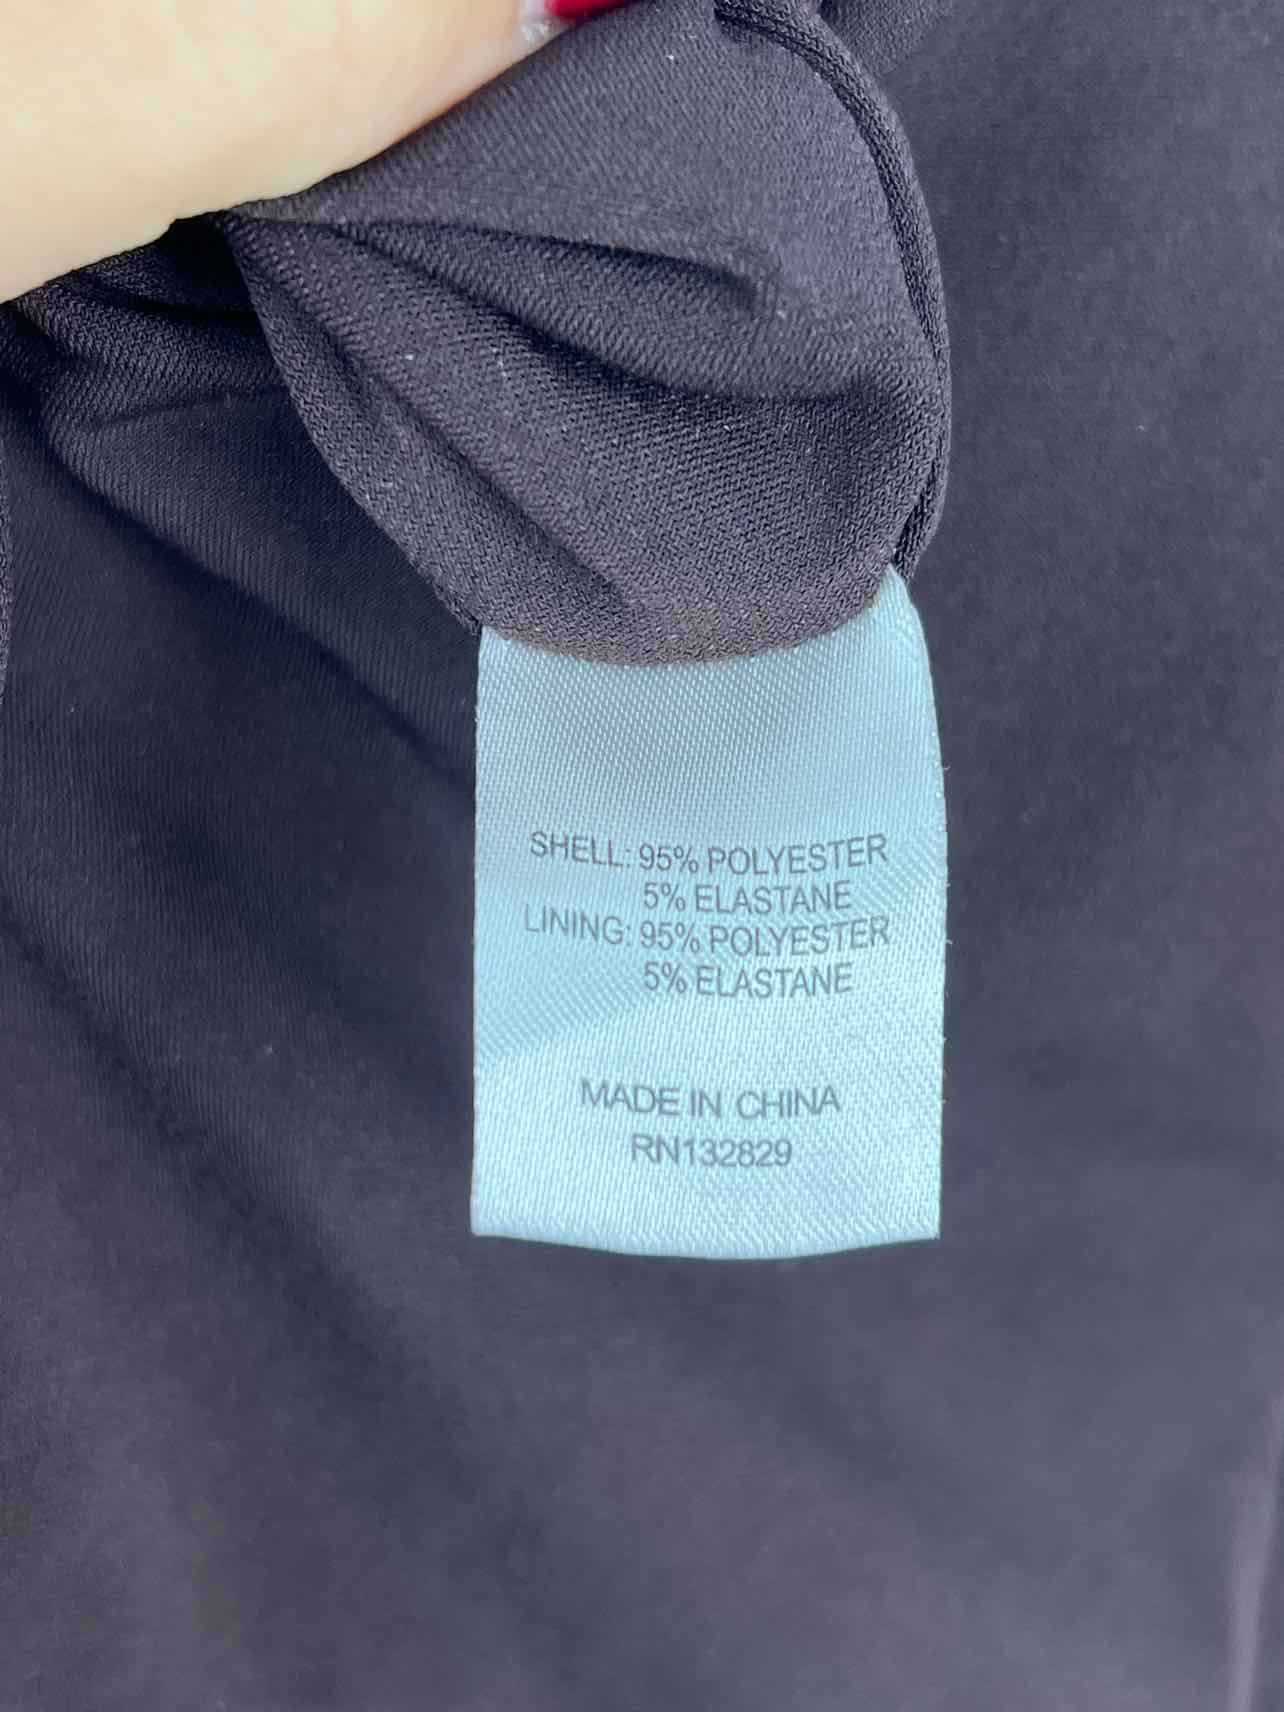 SHELL: 95% POLYESTER
5% ELASTANE
LINING: 95% POLYESTER
5% ELASTANE
MADE IN CHINA
RN132829